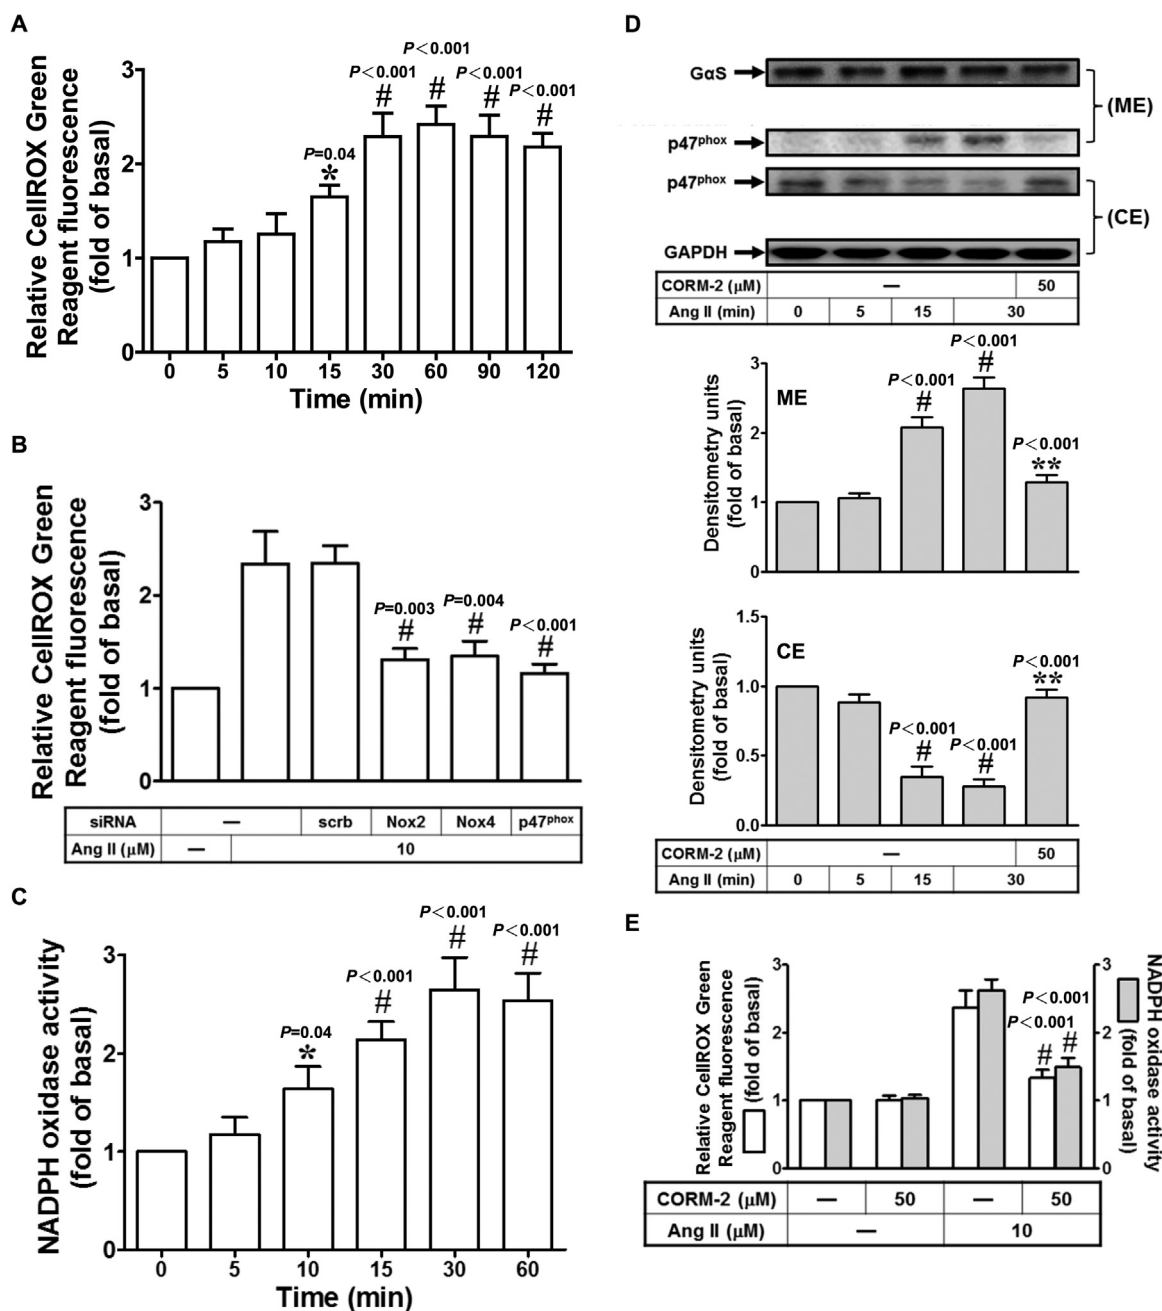 A
Relative CellROX Green
Reagent fluorescence
(fold of basal)
3
2
1
0
P=0.04
*
P<0.001
#
P<0.001
#
P<0.001
#
P<0.001
#
0 5 10 15 30 60 90 120
Time (min)
B
Relative CellROX Green
Reagent fluorescence
(fold of basal)
3
2
1
0
P=0.003
#
P=0.004
#
P<0.001
#
siRNA — scrb Nox2 Nox4 p47phox
Ang II (μM) — 10
C
NADPH oxidase activity
(fold of basal)
3
2
1
0
P=0.04
*
P<0.001
#
P<0.001
#
P<0.001
#
0 5 10 15 30 60
Time (min)
D
GαS
(ME)
p47phox
p47phox
(CE)
GAPDH
CORM-2 (μM) — 50
Ang II (min) 0 5 15 30
ME
Densitometry units
(fold of basal)
3
2
1
0
P<0.001
#
P<0.001
#
P<0.001
**
CE
Densitometry units
(fold of basal)
1.5
1.0
0.5
0.0
P<0.001
#
P<0.001
#
P<0.001
**
CORM-2 (μM) — 50
Ang II (min) 0 5 15 30
E
Relative CellROX Green
Reagent fluorescence
(fold of basal)
3
2
1
0
P<0.001
P<0.001
# #
3
2
1
0
NADPH oxidase activity
(fold of basal)
CORM-2 (μM) — 50 — 50
Ang II (μM) — 10